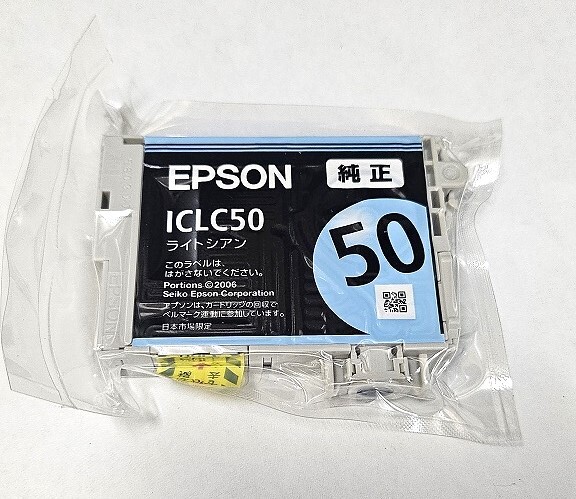 EPSON
純正
ICLC50
ライトシアン
50
このラベルは、
はがさないでください。
Portions ©2006
Seiko Epson Corporation
エプソンは、カートリッジの回収で
ベルマーク運動に参加しています。
日本市場限定